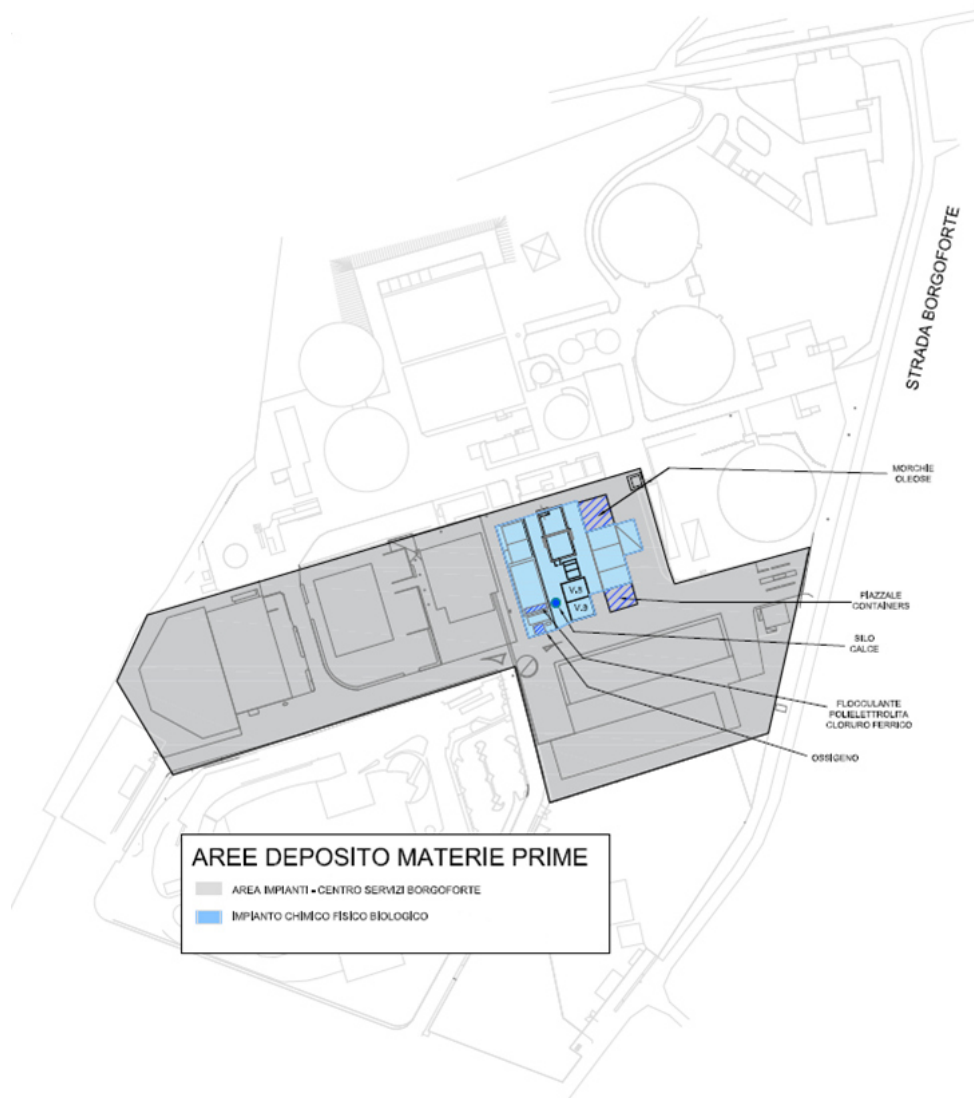 STRADA BORGOFORTE
MORCHIE
OLEOSE
PIAZZALE
CONTAINERS
SILO
CALCE
FLOCCULANTE
POLIELETTROLITA
CLORURO FERRICO
OSSIGENO
V.3
AREE DEPOSITO MATERIE PRIME
AREA IMPIANTI - CENTRO SERVIZI BORGOFORTE
IMPIANTO CHIMICO FISICO BIOLOGICO